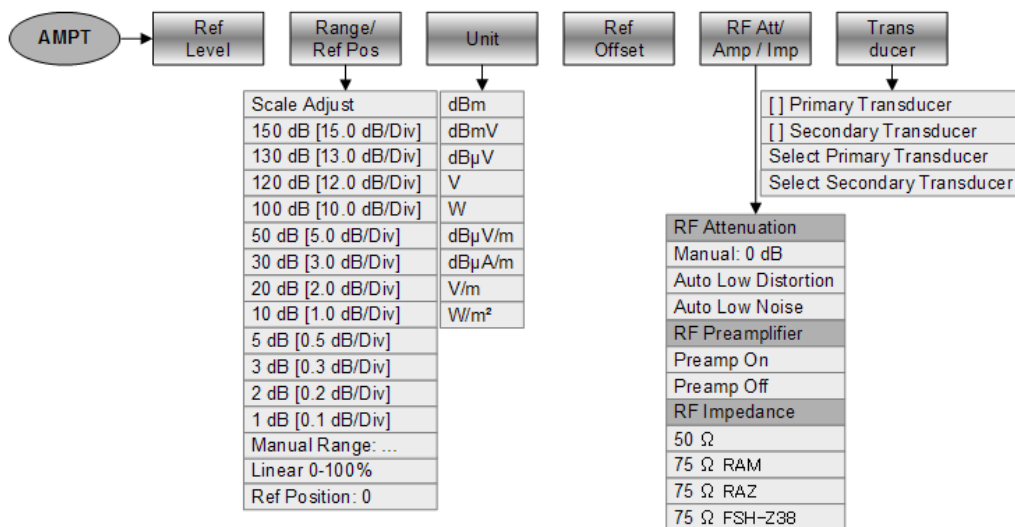 AMPT
Ref
Level
Range/
Ref Pos
Unit
Ref
Offset
RF Att/
Amp / Imp
Trans
ducer
Scale Adjust
150 dB [15.0 dB/Div]
130 dB [13.0 dB/Div]
120 dB [12.0 dB/Div]
100 dB [10.0 dB/Div]
50 dB [5.0 dB/Div]
30 dB [3.0 dB/Div]
20 dB [2.0 dB/Div]
10 dB [1.0 dB/Div]
5 dB [0.5 dB/Div]
3 dB [0.3 dB/Div]
2 dB [0.2 dB/Div]
1 dB [0.1 dB/Div]
Manual Range: ...
Linear 0-100%
Ref Position: 0
dBm
dBmV
dBµV
V
W
dBµV/m
dBµA/m
V/m
W/m²
[ ] Primary Transducer
[ ] Secondary Transducer
Select Primary Transducer
Select Secondary Transducer
RF Attenuation
Manual: 0 dB
Auto Low Distortion
Auto Low Noise
RF Preamplifier
Preamp On
Preamp Off
RF Impedance
50 Ω
75 Ω RAM
75 Ω RAZ
75 Ω FSH-Z38